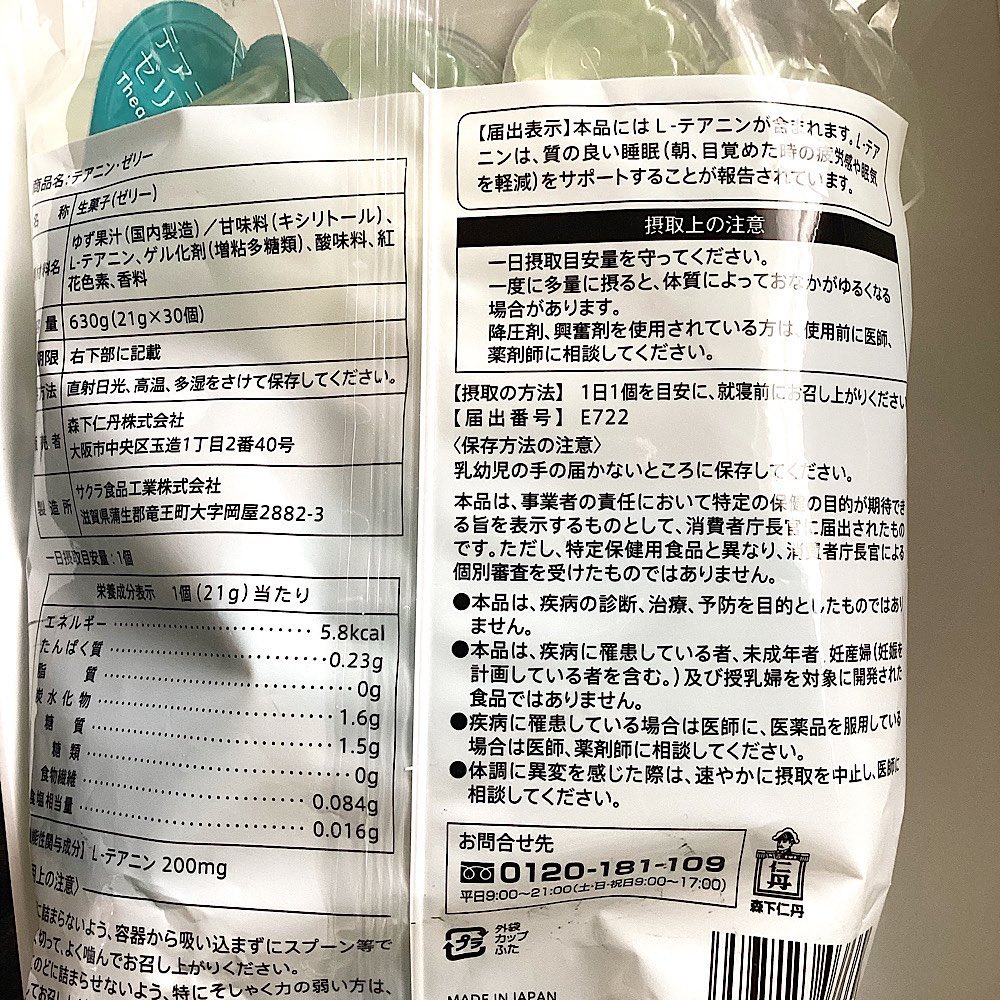 テア
ゼリ
Thea
商品名：テアニン・ゼリー
称 生菓子(ゼリー)
ゆず果汁(国内製造)／甘味料(キシリトール)、
料名 L-テアニン、ゲル化剤(増粘多糖類)、酸味料、紅
花色素、香料
量 630g(21g×30個)
期限 右下部に記載
方法 直射日光、高温、多湿をさけて保存してください。
売者 森下仁丹株式会社
大阪市中央区玉造1丁目2番40号
製造所 サクラ食品工業株式会社
滋賀県蒲生郡竜王町大字岡屋2882-3
一日摂取目安量：1個
栄養成分表示 1個(21g)当たり
エネルギー 5.8kcal
たんぱく質 0.23g
脂質 0g
炭水化物 1.6g
糖質 1.5g
糖類 0g
食物繊維 0.084g
食塩相当量 0.016g
機能性関与成分】L-テアニン 200mg
用上の注意〉
に詰まらないよう、容器から吸い込まずにスプーン等で
切って、よく噛んでお召し上がりください。
のどに詰まらせないよう、特にそしゃく力の弱い方は、
【届出表示】本品にはL-テアニンが含まれます。L-テア
ニンは、質の良い睡眠(朝、目覚めた時の疲労感や眠気
を軽減)をサポートすることが報告されています。
摂取上の注意
一日摂取目安量を守ってください。
一度に多量に摂ると、体質によっておなかがゆるくなる
場合があります。
降圧剤、興奮剤を使用されている方は、使用前に医師、
薬剤師に相談してください。
【摂取の方法】 1日1個を目安に、就寝前にお召し上がりください
【届出番号】 E722
〈保存方法の注意〉
乳幼児の手の届かないところに保存してください。
本品は、事業者の責任において特定の保健の目的が期待でき
る旨を表示するものとして、消費者庁長官に届出されたもの
です。ただし、特定保健用食品と異なり、消費者庁長官による
個別審査を受けたものではありません。
●本品は、疾病の診断、治療、予防を目的としたものではあり
ません。
●本品は、疾病に罹患している者、未成年者、妊産婦(妊娠を
計画している者を含む。)及び授乳婦を対象に開発された
食品ではありません。
●疾病に罹患している場合は医師に、医薬品を服用している
場合は医師、薬剤師に相談してください。
●体調に異変を感じた際は、速やかに摂取を中止し、医師に
相談してください。
お問合せ先
0120-181-109
平日9:00～21:00(土・日・祝日9:00～17:00)
仁丹
森下仁丹
プラ
外袋
カップ
ふた
MADE IN JAPAN